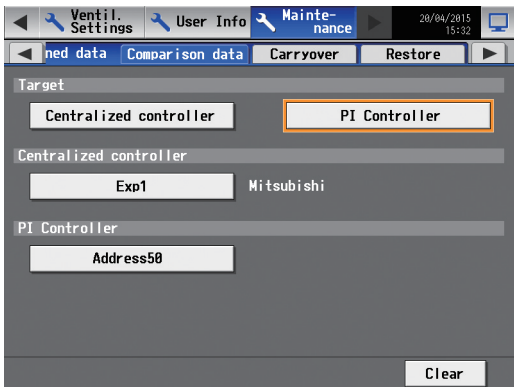 Ventil.
Settings
User Info
Mainte-
nance
20/04/2015
15:32
ned data
Comparison data
Carryover
Restore
Target
Centralized controller
PI Controller
Centralized controller
Exp1
Mitsubishi
PI Controller
Address50
Clear